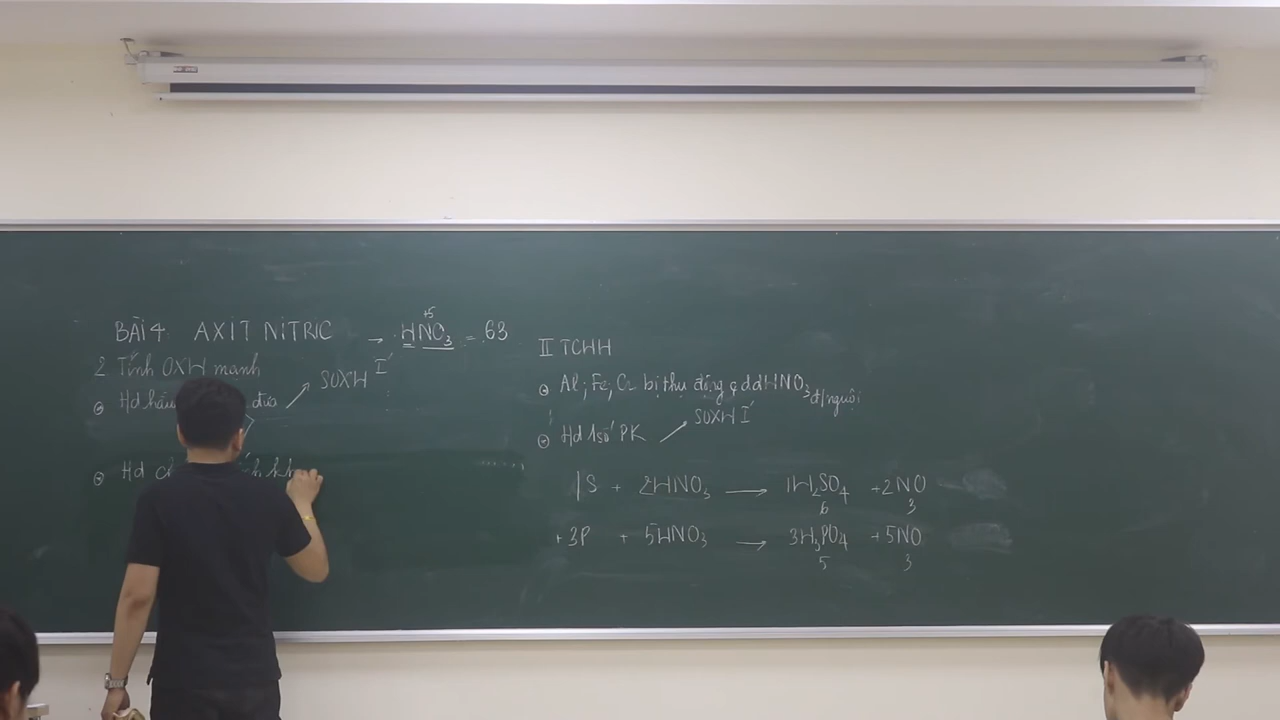 BÀI 4: AXIT NITRIC → HNO₃ = 63
+5
2 Tính OXH mạnh
Hđ hầu đưa ↗ SOXH I'
Hđ
II TCHH
Al, Fe, Cr bị thụ động ç dd HNO₃ đ/nguội
Hđ 1 số PK ↗ SOXH I'
1S + 2HNO₃ → 1H₂SO₄ + 2NO
6 3
+ 3P + 5HNO₃ → 3H₃PO₄ + 5NO
5 3